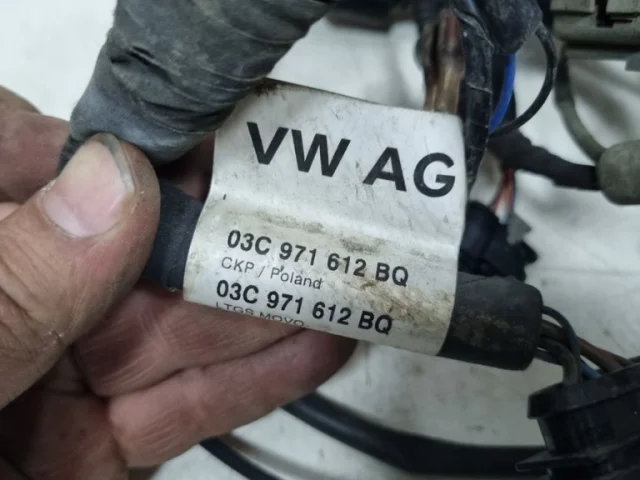 VW AG
03C 971 612 BQ
CKP / Poland
03C 971 612 BQ